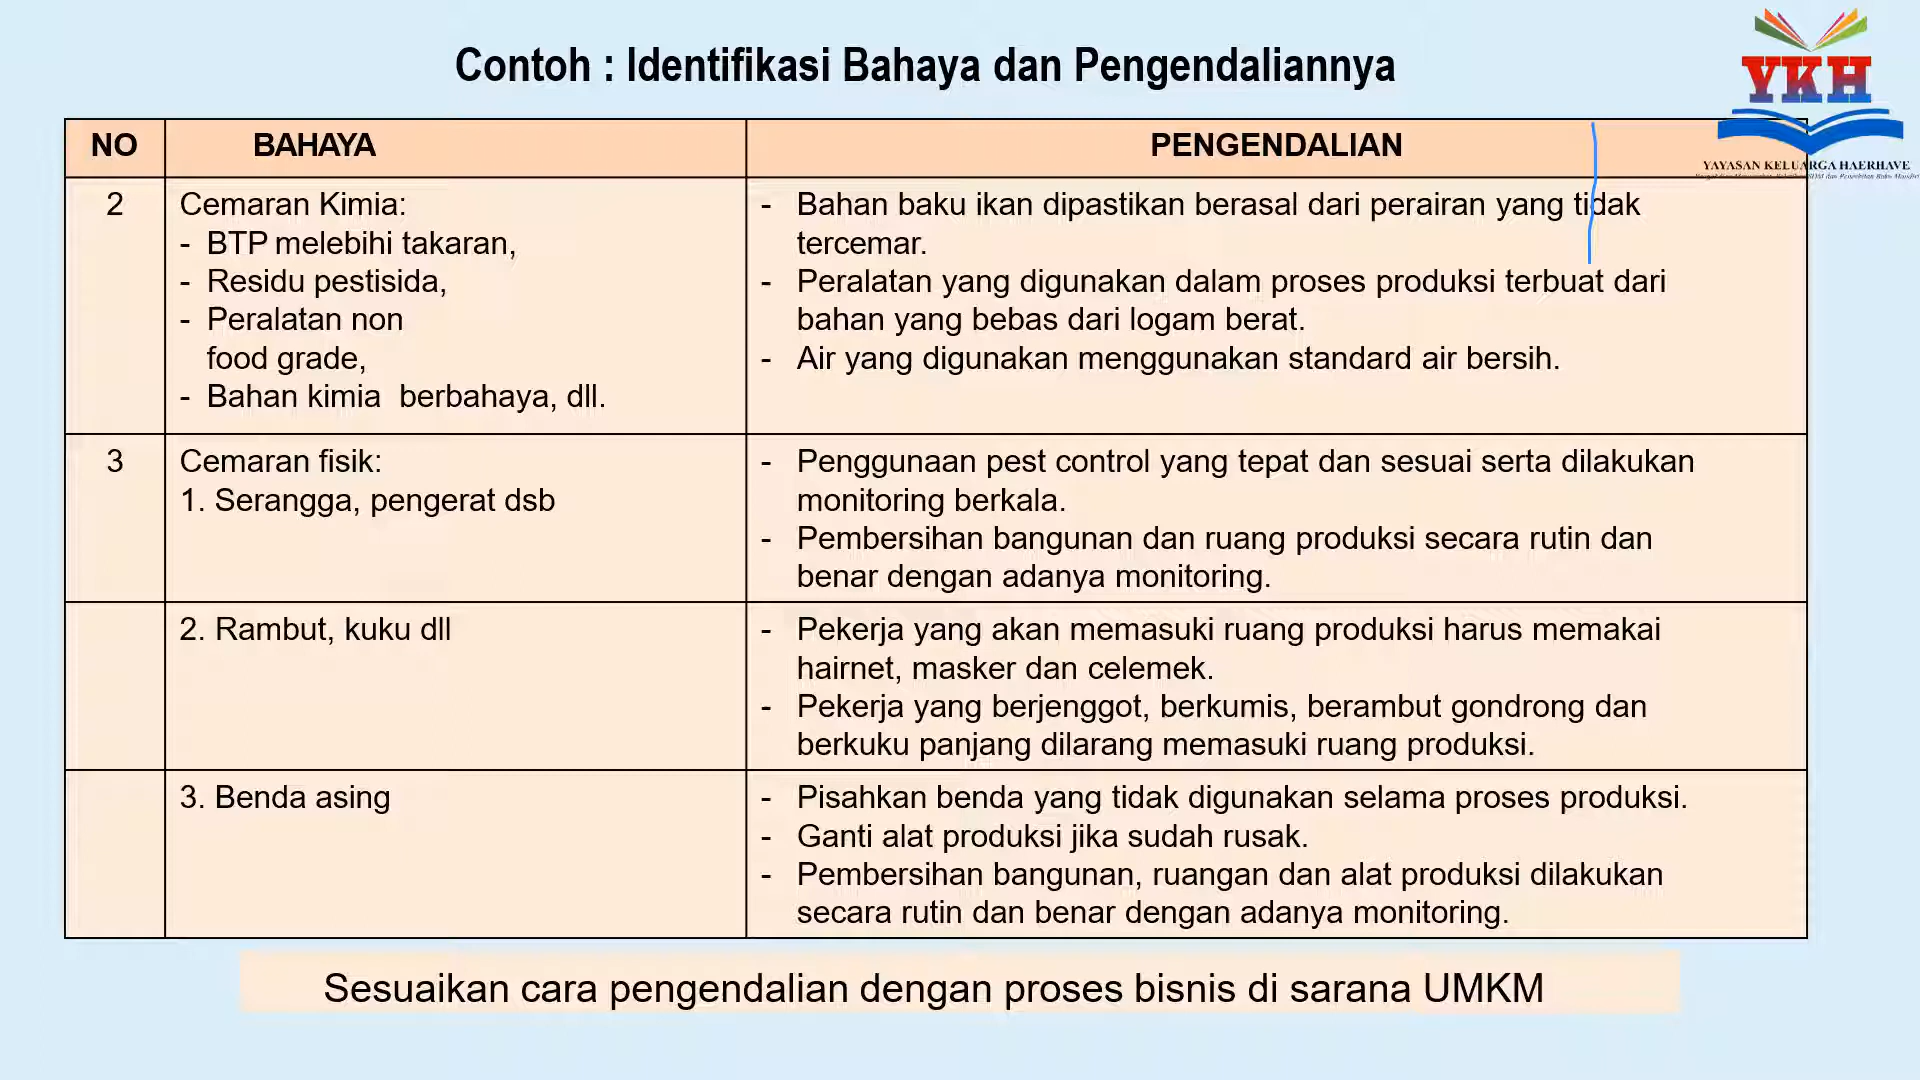 Contoh : Identifikasi Bahaya dan Pengendaliannya
YKH
YAYASAN KELUARGA HAERHAVE
NO BAHAYA PENGENDALIAN
2
Cemaran Kimia:
- BTP melebihi takaran,
- Residu pestisida,
- Peralatan non
food grade,
- Bahan kimia berbahaya, dll.
- Bahan baku ikan dipastikan berasal dari perairan yang tidak
tercemar.
- Peralatan yang digunakan dalam proses produksi terbuat dari
bahan yang bebas dari logam berat.
- Air yang digunakan menggunakan standard air bersih.
3
Cemaran fisik:
1. Serangga, pengerat dsb
- Penggunaan pest control yang tepat dan sesuai serta dilakukan
monitoring berkala.
- Pembersihan bangunan dan ruang produksi secara rutin dan
benar dengan adanya monitoring.
2. Rambut, kuku dll
- Pekerja yang akan memasuki ruang produksi harus memakai
hairnet, masker dan celemek.
- Pekerja yang berjenggot, berkumis, berambut gondrong dan
berkuku panjang dilarang memasuki ruang produksi.
3. Benda asing
- Pisahkan benda yang tidak digunakan selama proses produksi.
- Ganti alat produksi jika sudah rusak.
- Pembersihan bangunan, ruangan dan alat produksi dilakukan
secara rutin dan benar dengan adanya monitoring.
Sesuaikan cara pengendalian dengan proses bisnis di sarana UMKM